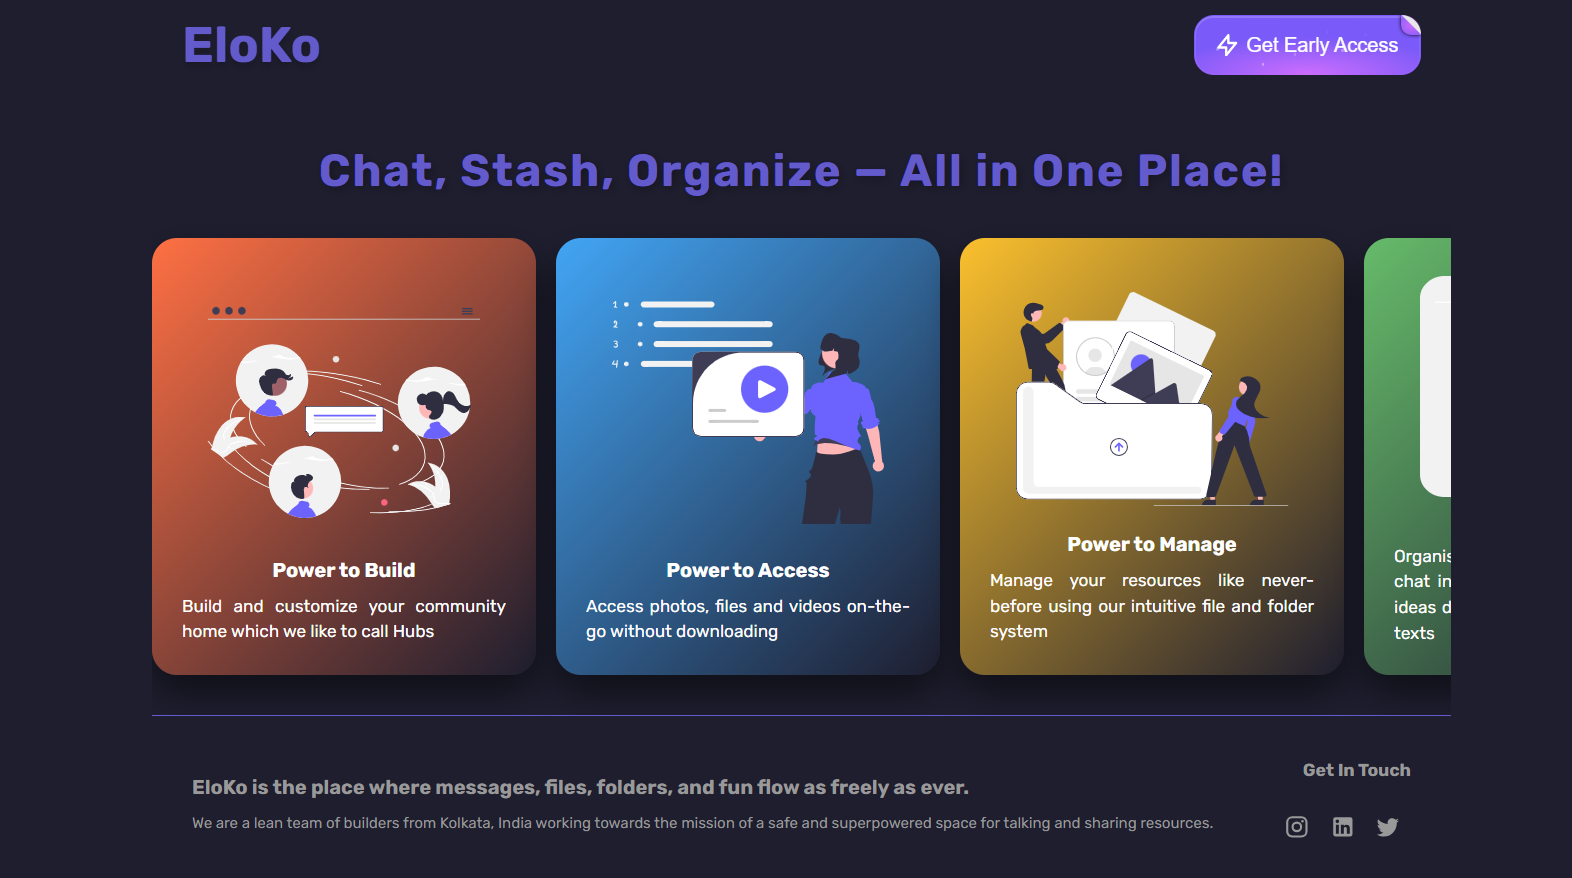 EloKo
Get Early Access
Chat, Stash, Organize — All in One Place!
1
2
3
4
Power to Build
Build and customize your community
home which we like to call Hubs
Power to Access
Access photos, files and videos on-the-
go without downloading
Power to Manage
Manage your resources like never-
before using our intuitive file and folder
system
chat in
ideas
texts
EloKo is the place where messages, files, folders, and fun flow as freely as ever.
We are a lean team of builders from Kolkata, India working towards the mission of a safe and superpowered space for talking and sharing resources.
Get In Touch